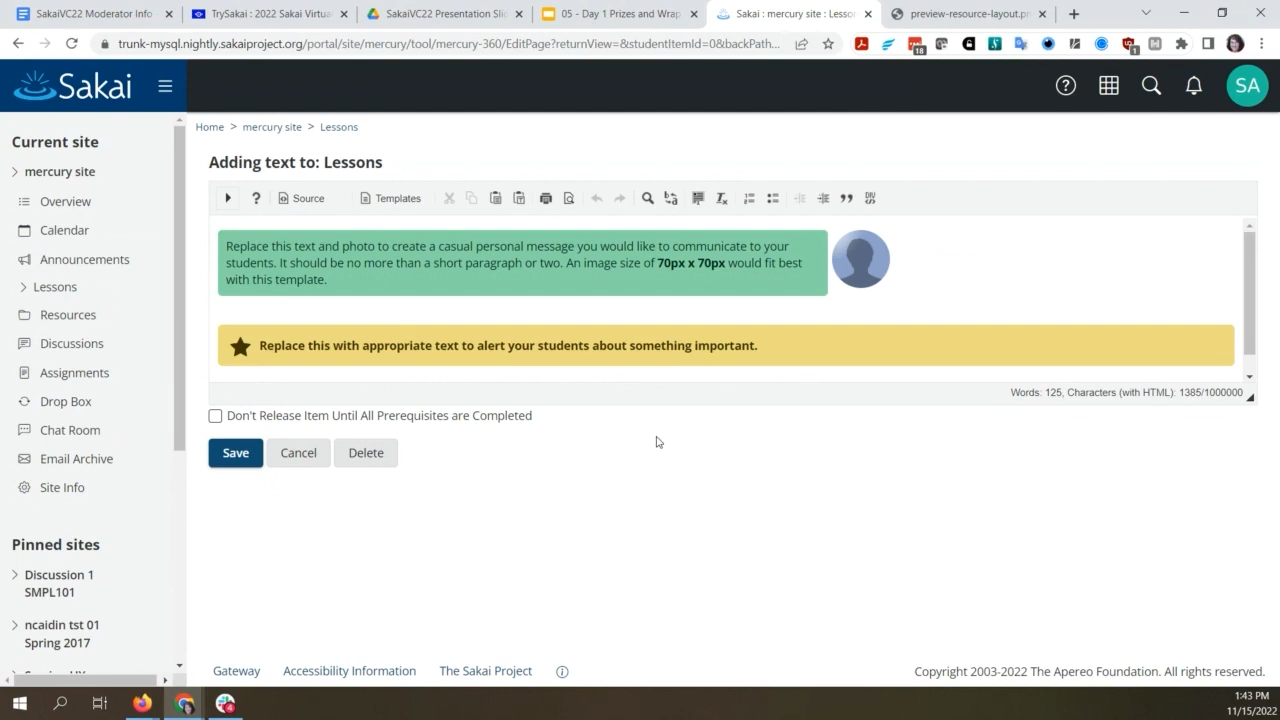 SakaiVC22 Moderator Info -
TrySakai : 2022 Sakai Virtua
SakaiVC22 Presentation Slid
05 - Day 1 Prizes and Wrap
Sakai : mercury site : Lesso
preview-resource-layout.pn
trunk-mysql.nightly.sakaiproject.org/portal/site/mercury/tool/mercury-360/EditPage?returnView=&studentItemId=0&backPath...
18
1
Sakai
SA
Home > mercury site > Lessons
Current site
mercury site
Overview
Calendar
Announcements
Lessons
Resources
Discussions
Assignments
Drop Box
Chat Room
Email Archive
Site Info
Pinned sites
Discussion 1
SMPL101
ncaidin tst 01
Spring 2017
Adding text to: Lessons
Source
Templates
Replace this text and photo to create a casual personal message you would like to communicate to your
students. It should be no more than a short paragraph or two. An image size of 70px x 70px would fit best
with this template.
Replace this with appropriate text to alert your students about something important.
Words: 125, Characters (with HTML): 1385/1000000
Don't Release Item Until All Prerequisites are Completed
Save
Cancel
Delete
Gateway
Accessibility Information
The Sakai Project
Copyright 2003-2022 The Apereo Foundation. All rights reserved.
4
1:43 PM
11/15/2022